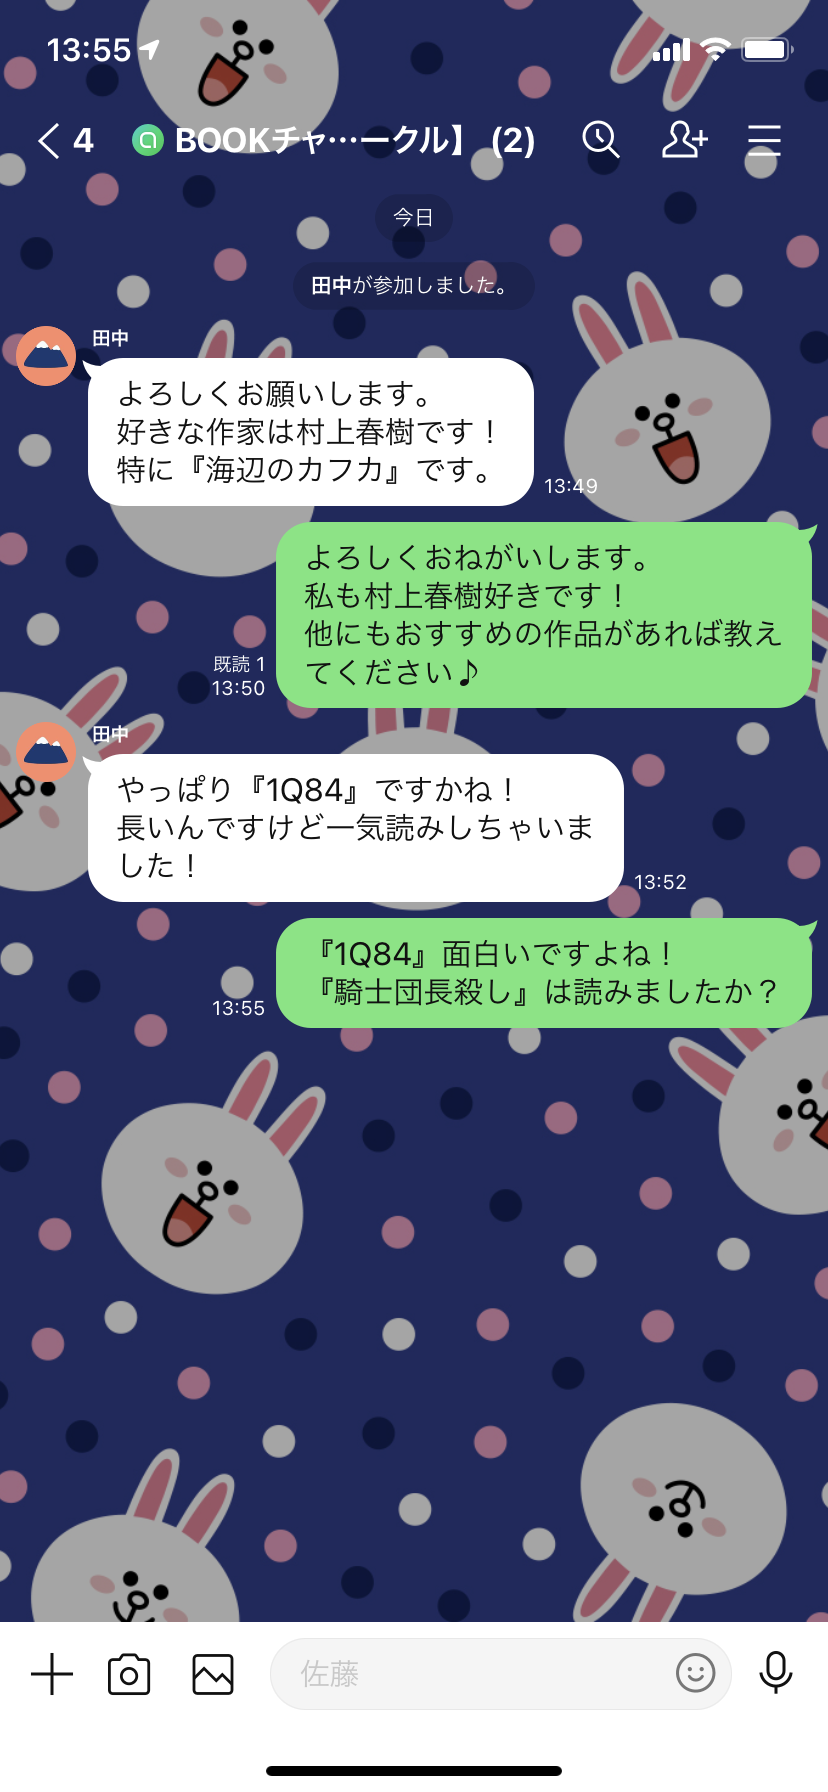 13:55
4 BOOKチャ…ークル】 (2)
今日
田中が参加しました。
田中
よろしくお願いします。
好きな作家は村上春樹です！
特に『海辺のカフカ』です。
13:49
よろしくおねがいします。
私も村上春樹好きです！
他にもおすすめの作品があれば教え
てください♪
既読 1
13:50
田中
やっぱり『1Q84』ですかね！
長いんですけど一気読みしちゃいま
した！
13:52
『1Q84』面白いですよね！
『騎士団長殺し』は読みましたか？
13:55
佐藤